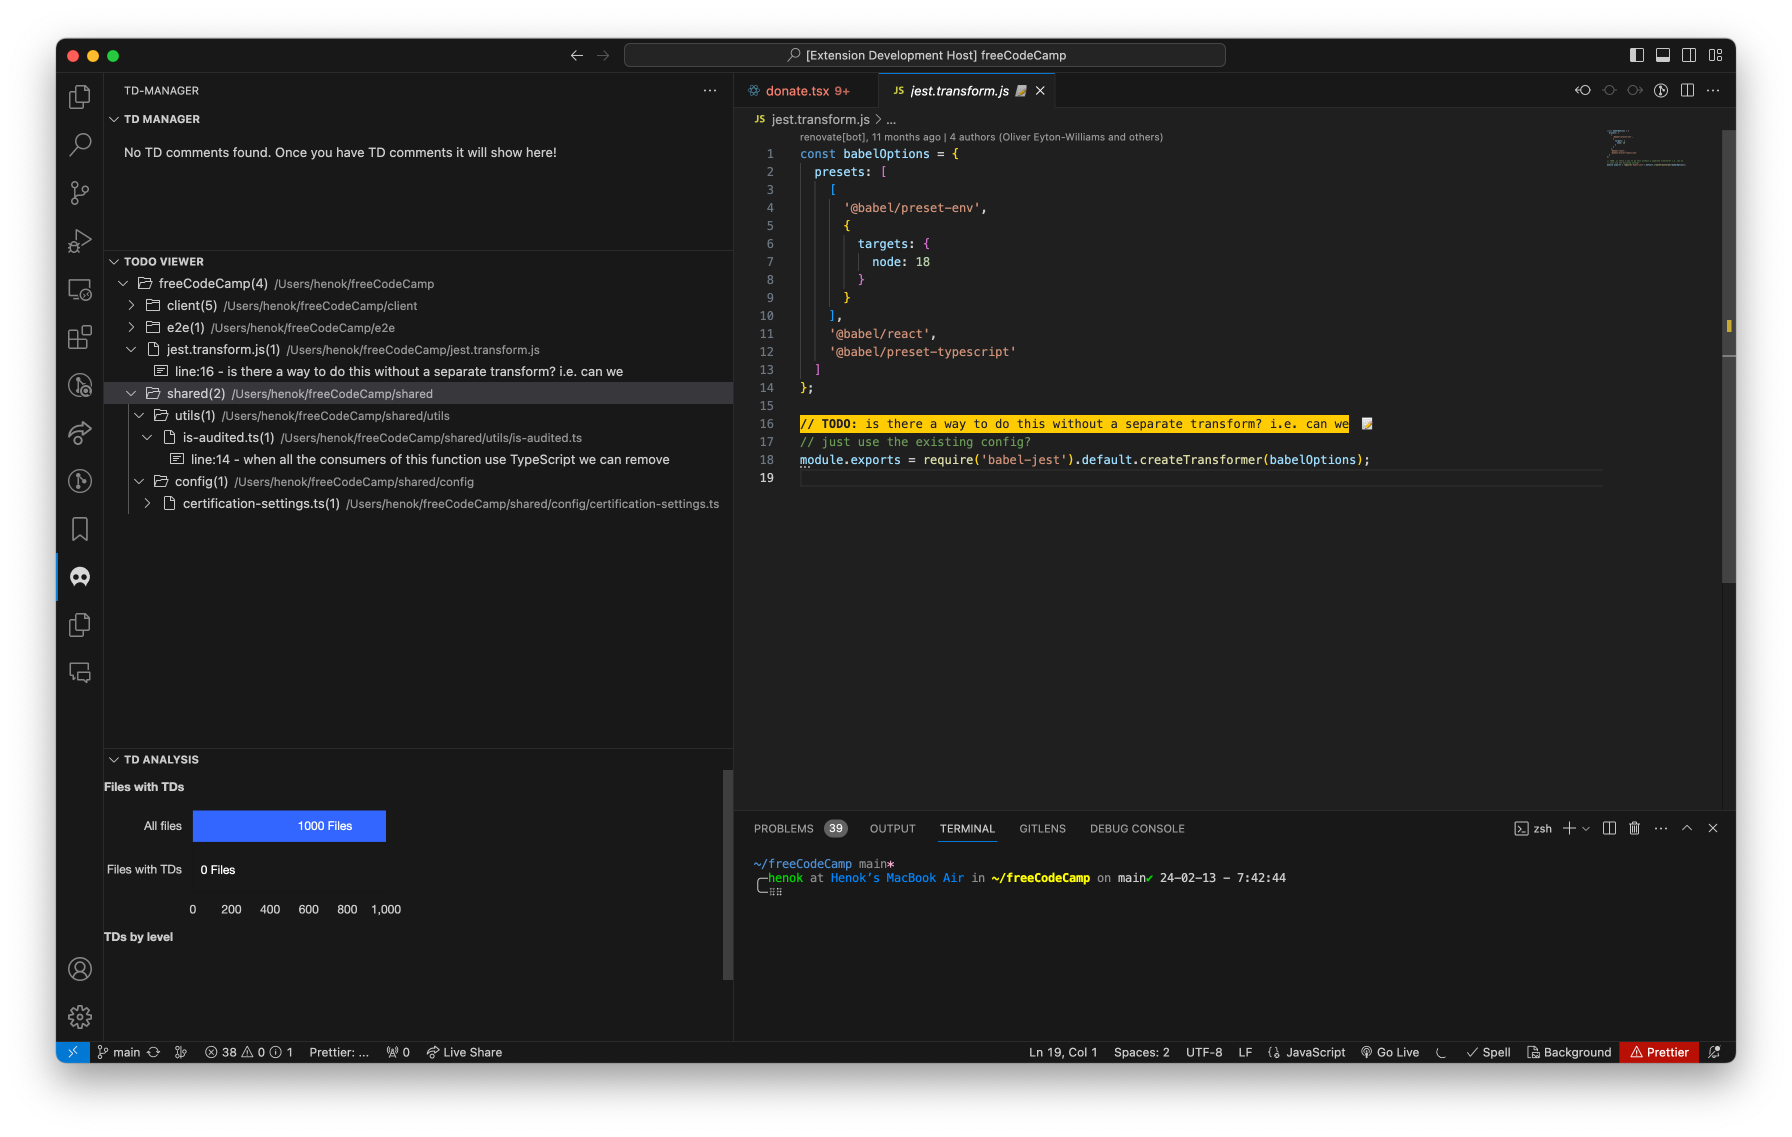 [Extension Development Host] freeCodeCamp
TD-MANAGER
TD MANAGER
No TD comments found. Once you have TD comments it will show here!
TODO VIEWER
freeCodeCamp(4) /Users/henok/freeCodeCamp
client(5) /Users/henok/freeCodeCamp/client
e2e(1) /Users/henok/freeCodeCamp/e2e
jest.transform.js(1) /Users/henok/freeCodeCamp/jest.transform.js
line:16 - is there a way to do this without a separate transform? i.e. can we
shared(2) /Users/henok/freeCodeCamp/shared
utils(1) /Users/henok/freeCodeCamp/shared/utils
is-audited.ts(1) /Users/henok/freeCodeCamp/shared/utils/is-audited.ts
line:14 - when all the consumers of this function use TypeScript we can remove
config(1) /Users/henok/freeCodeCamp/shared/config
certification-settings.ts(1) /Users/henok/freeCodeCamp/shared/config/certification-settings.ts
TD ANALYSIS
Files with TDs
All files 1000 Files
Files with TDs 0 Files
0 200 400 600 800 1,000
TDs by level
donate.tsx 9+ JS jest.transform.js
JS jest.transform.js > ...
renovate[bot], 11 months ago | 4 authors (Oliver Eyton-Williams and others)
1 const babelOptions = {
2 presets: [
3 [
4 '@babel/preset-env',
5 {
6 targets: {
7 node: 18
8 }
9 }
10 ],
11 '@babel/react',
12 '@babel/preset-typescript'
13 ]
14 };
15
16 // TODO: is there a way to do this without a separate transform? i.e. can we
17 // just use the existing config?
18 module.exports = require('babel-jest').default.createTransformer(babelOptions);
19
PROBLEMS 39 OUTPUT TERMINAL GITLENS DEBUG CONSOLE zsh
~/freeCodeCamp main*
henok at Henok's MacBook Air in ~/freeCodeCamp on main✔ 24-02-13 - 7:42:44
main 38 0 1 Prettier: ... 0 Live Share Ln 19, Col 1 Spaces: 2 UTF-8 LF JavaScript Go Live Spell Background Prettier